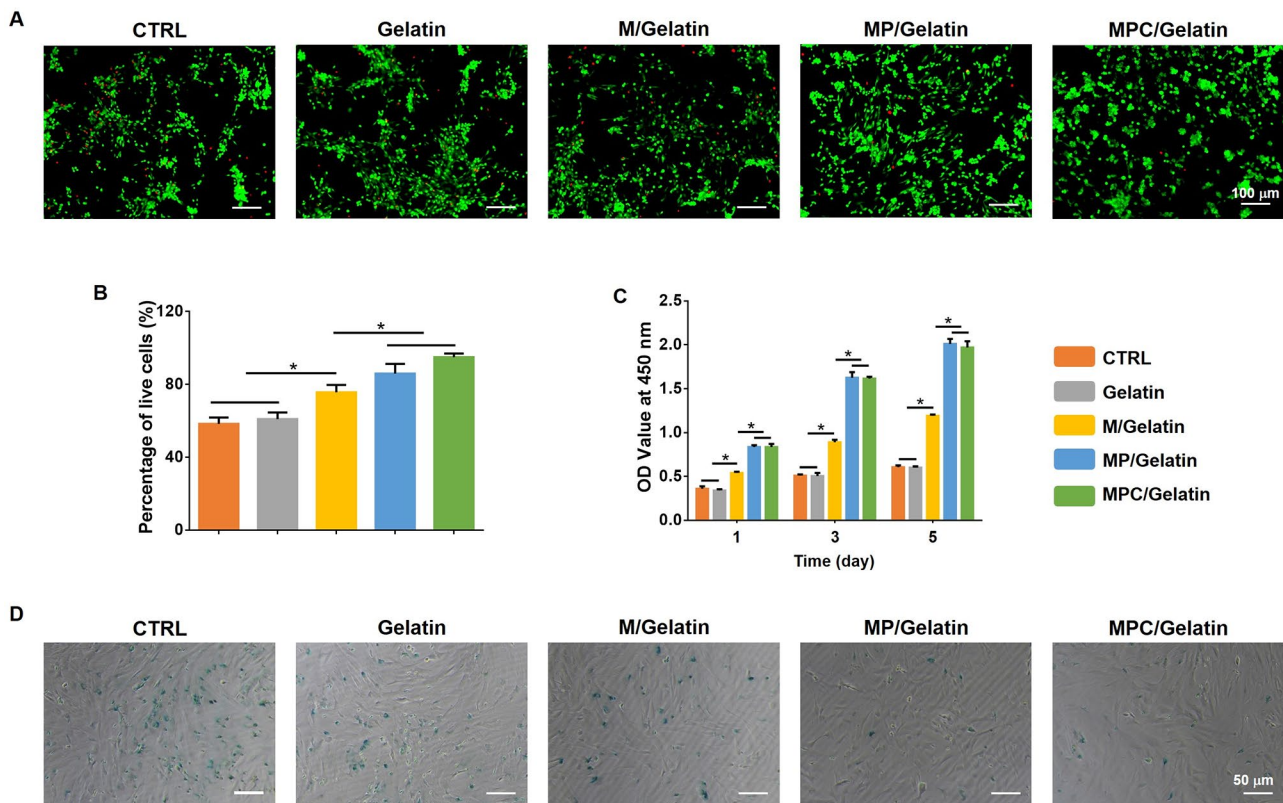 A
CTRL
Gelatin
M/Gelatin
MP/Gelatin
MPC/Gelatin
100 μm
B
Percentage of live cells (%)
120
80
40
0
*
*
C
OD Value at 450 nm
2.5
2.0
1.5
1.0
0.5
0.0
*
*
*
*
*
*
1
3
5
Time (day)
CTRL
Gelatin
M/Gelatin
MP/Gelatin
MPC/Gelatin
D
CTRL
Gelatin
M/Gelatin
MP/Gelatin
MPC/Gelatin
50 μm